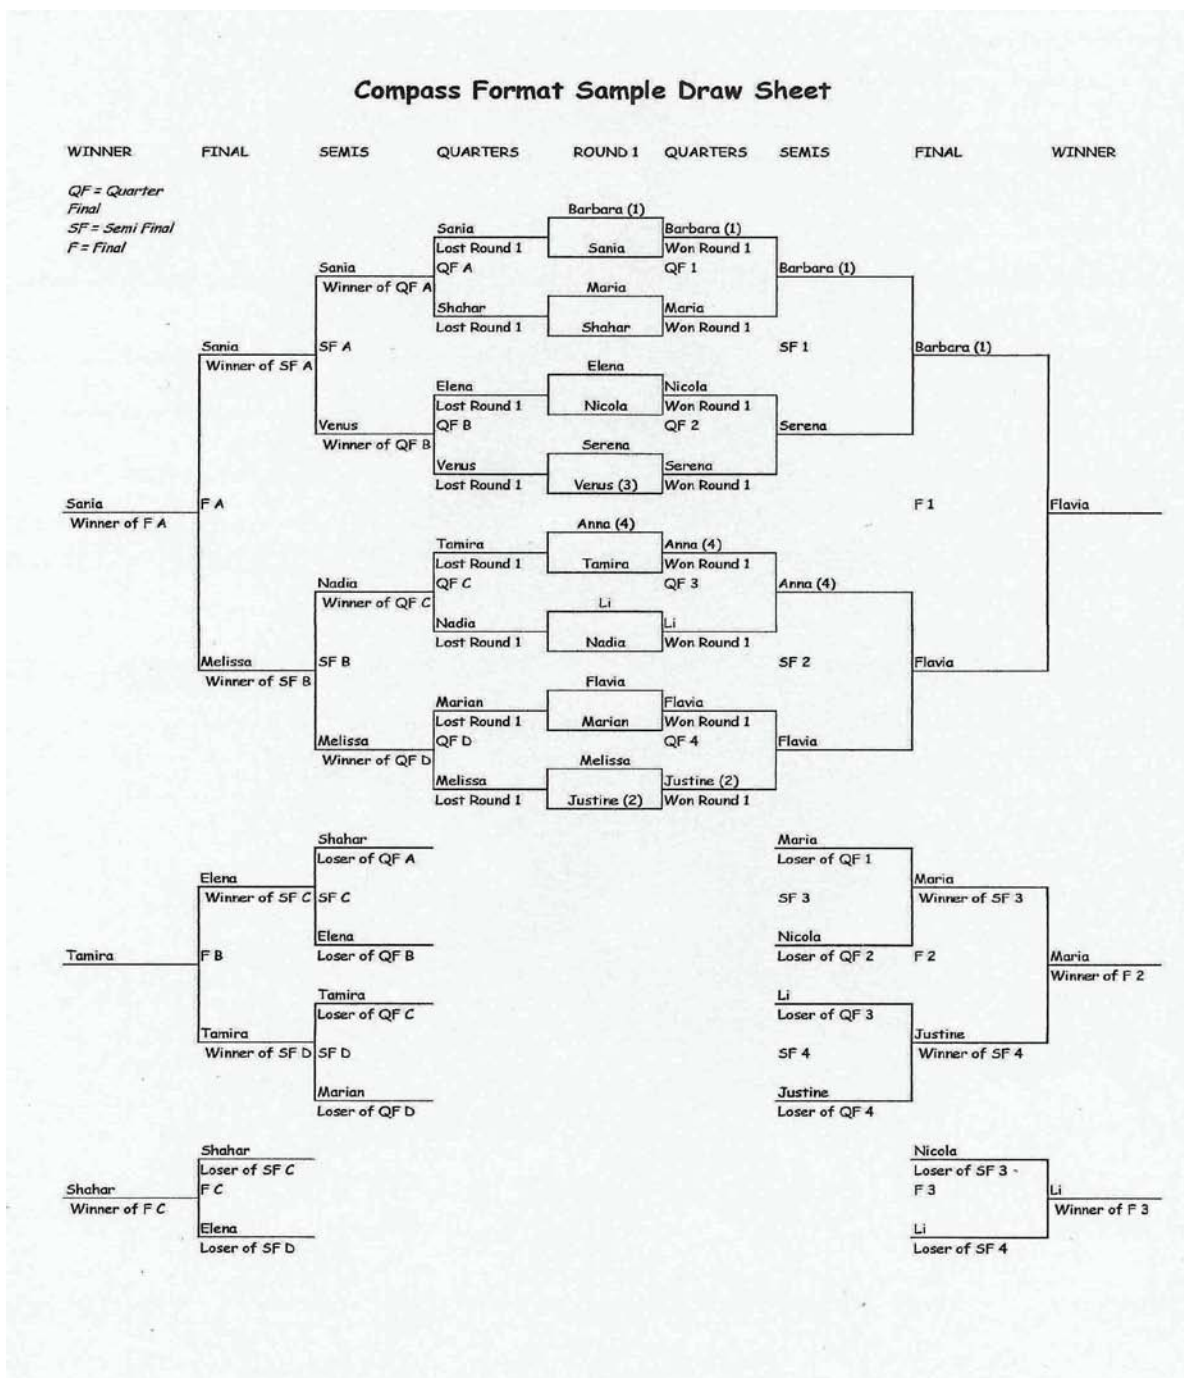 Compass Format Sample Draw Sheet
WINNER FINAL SEMIS QUARTERS ROUND 1 QUARTERS SEMIS FINAL WINNER
QF = Quarter
Final
SF = Semi Final
F = Final
Barbara (1)
Sania Barbara (1)
Lost Round 1 Sania Won Round 1
Sania QF A QF 1 Barbara (1)
Winner of QF A Maria
Shahar Maria
Lost Round 1 Shahar Won Round 1
Sania SF A SF 1 Barbara (1)
Winner of SF A Elena
Elena Nicola
Lost Round 1 Nicola Won Round 1
Venus QF B QF 2 Serena
Winner of QF B Serena
Venus Serena
Lost Round 1 Venus (3) Won Round 1
Sania F A F 1 Flavia
Winner of F A Anna (4)
Tamira Anna (4)
Lost Round 1 Tamira Won Round 1
Nadia QF C QF 3 Anna (4)
Winner of QF C Li
Nadia Li
Lost Round 1 Nadia Won Round 1
Melissa SF B SF 2 Flavia
Winner of SF B Flavia
Marian Flavia
Lost Round 1 Marian Won Round 1
Melissa QF D QF 4 Flavia
Winner of QF D Melissa
Melissa Justine (2)
Lost Round 1 Justine (2) Won Round 1
Shahar Maria
Loser of QF A Loser of QF 1
Elena Maria
Winner of SF C SF C SF 3 Winner of SF 3
Elena Nicola
Tamira F B Loser of QF B Loser of QF 2 F 2 Maria
Winner of F 2
Tamira Li
Loser of QF C Loser of QF 3
Tamira Justine
Winner of SF D SF D SF 4 Winner of SF 4
Marian Justine
Loser of QF D Loser of QF 4
Shahar Nicola
Loser of SF C Loser of SF 3
Shahar F C F 3 Li
Winner of F C Winner of F 3
Elena Li
Loser of SF D Loser of SF 4